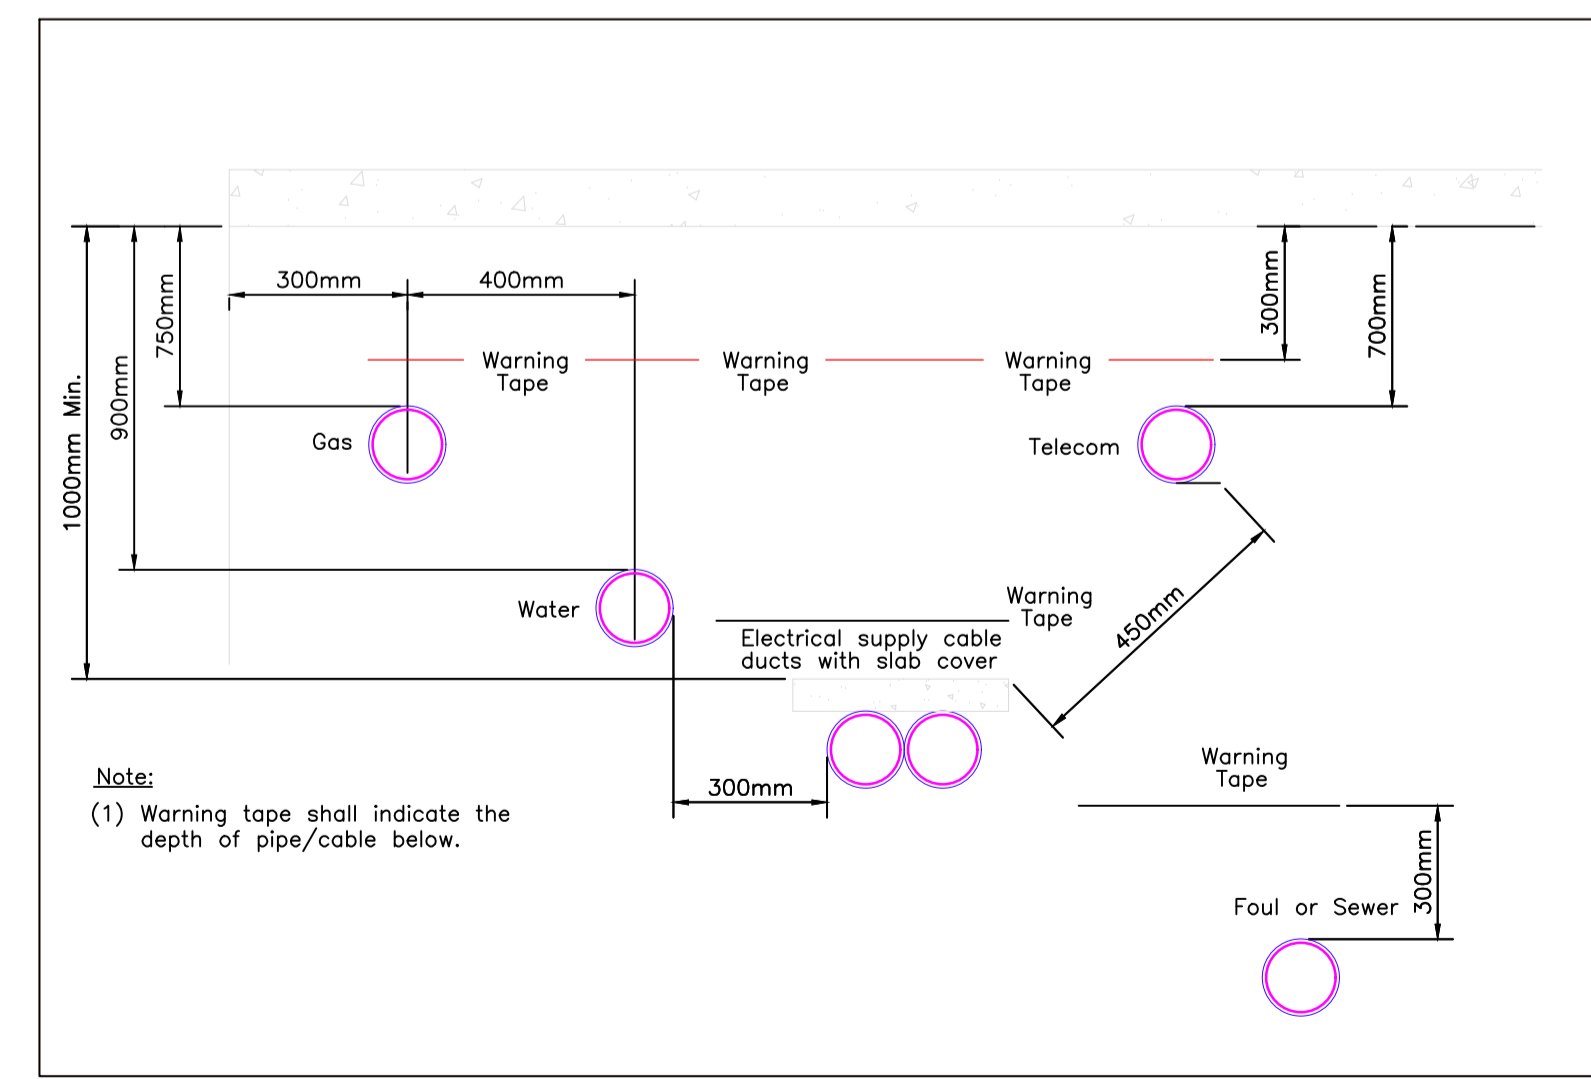 300mm
400mm
750mm
900mm
1000mm Min.
300mm
700mm
Warning
Tape
Warning
Tape
Warning
Tape
Gas
Telecom
Water
Warning
Tape
Electrical supply cable
ducts with slab cover
450mm
Warning
Tape
300mm
Note:
(1) Warning tape shall indicate the
depth of pipe/cable below.
300mm
Foul or Sewer